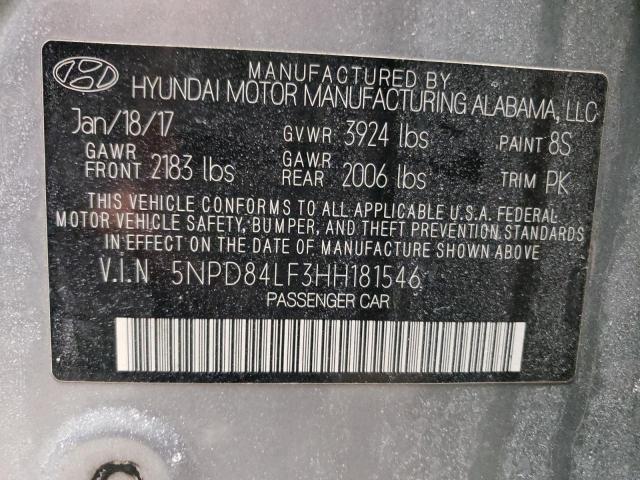 MANUFACTURED BY
HYUNDAI MOTOR MANUFACTURING ALABAMA, LLC
Jan/18/17 GVWR 3924 lbs PAINT 8S
GAWR FRONT 2183 lbs GAWR REAR 2006 lbs TRIM PK
THIS VEHICLE CONFORMS TO ALL APPLICABLE U.S.A. FEDERAL
MOTOR VEHICLE SAFETY, BUMPER, AND THEFT PREVENTION STANDARDS
IN EFFECT ON THE DATE OF MANUFACTURE SHOWN ABOVE
V.I.N 5NPD84LF3HH181546
PASSENGER CAR